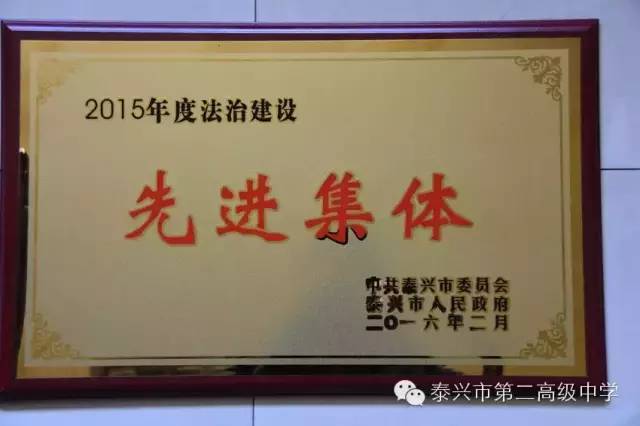 2015年度法治建设
先进集体
中共泰兴市委员会
泰兴市人民政府
二〇一六年二月
泰兴市第二高级中学